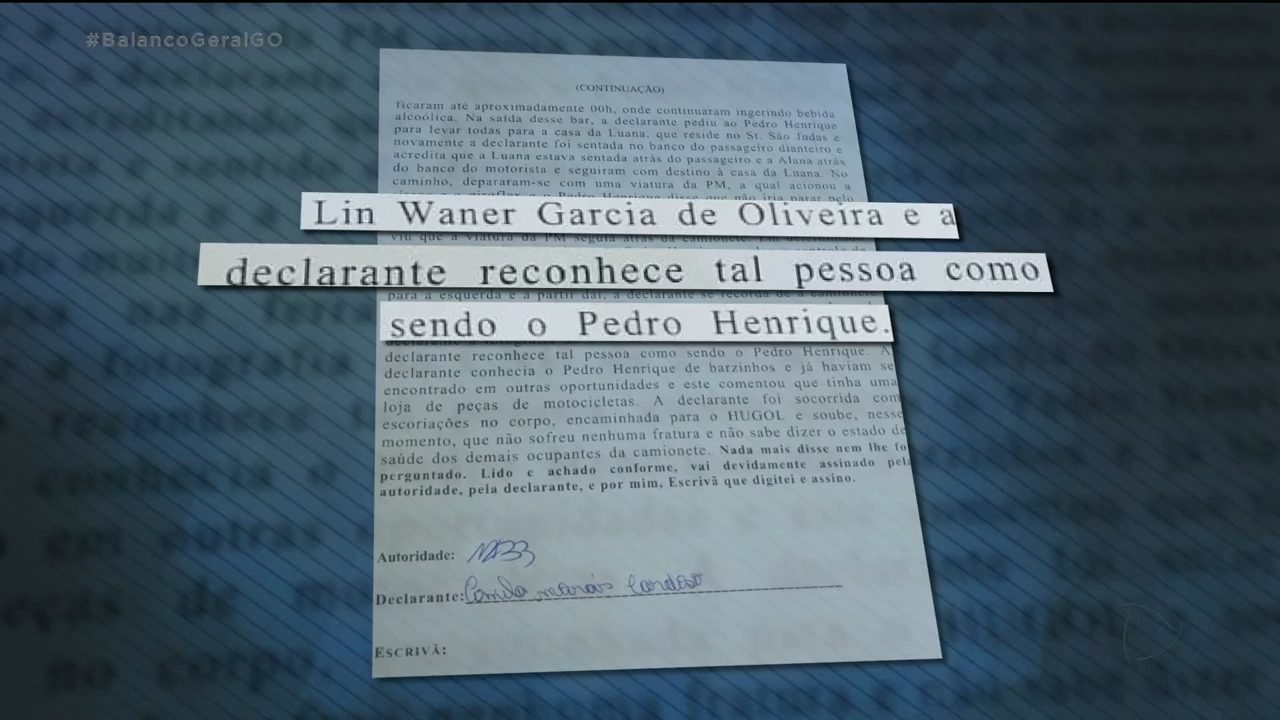 #BalancoGeralGO
(CONTINUAÇÃO)
ficaram até aproximadamente 00h, onde continuaram ingerindo bebida
alcoólica. Na saída desse bar, a declarante pediu ao Pedro Henrique
para levar todas para a casa da Luana, que reside no St. São Judas e
novamente a declarante foi sentada no banco do passageiro dianteiro e
acredita que a Luana estava sentada atrás do passageiro e a Alana atrás
do banco do motorista e seguiram com destino à casa da Luana. No
caminho, depararam-se com uma viatura da PM, a qual acionou a
Lin Waner Garcia de Oliveira e a
viu que a viatura da PM seguia atrás da camionete.
declarante reconhece tal pessoa como
para a esquerda e a partir daí, a declarante se recorda de a
sendo o Pedro Henrique.
declarante reconhece tal pessoa como sendo o Pedro Henrique. A
declarante conhecia o Pedro Henrique de barzinhos e já haviam se
encontrado em outras oportunidades e este comentou que tinha uma
loja de peças de motocicletas. A declarante foi socorrida com
escoriações no corpo, encaminhada para o HUGOL e soube, nesse
momento, que não sofreu nenhuma fratura e não sabe dizer o estado de
saúde dos demais ocupantes da camionete. Nada mais disse nem lhe fo
perguntado. Lido e achado conforme, vai devidamente assinado pela
autoridade, pela declarante, e por mim, Escrivã que digitei e assino.
Autoridade:
Declarante:
ESCRIVÃ: